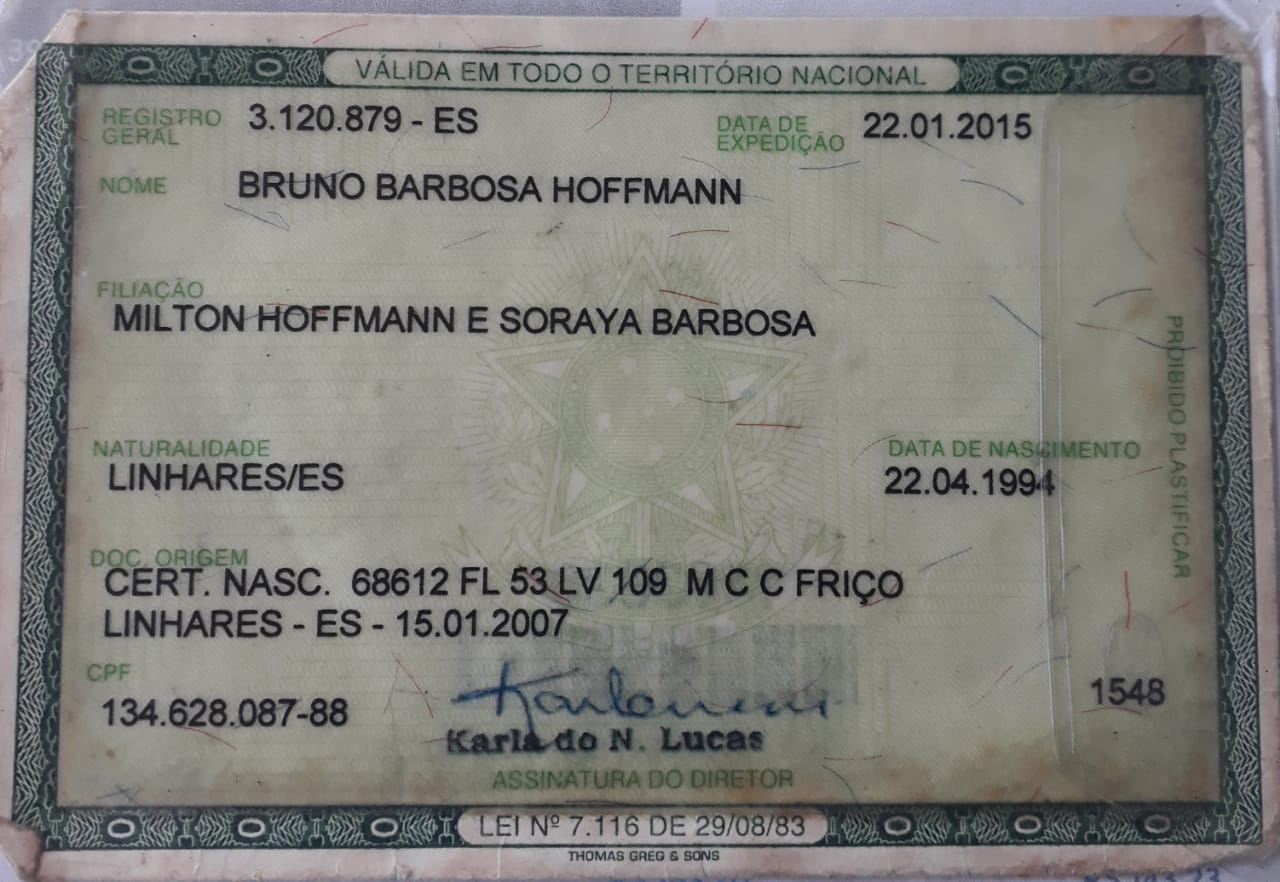 VÁLIDA EM TODO O TERRITÓRIO NACIONAL
REGISTRO GERAL 3.120.879 - ES DATA DE EXPEDIÇÃO 22.01.2015
NOME BRUNO BARBOSA HOFFMANN
FILIAÇÃO
MILTON HOFFMANN E SORAYA BARBOSA
NATURALIDADE DATA DE NASCIMENTO
LINHARES/ES 22.04.1994
PROIBIDO PLASTIFICAR
DOC. ORIGEM
CERT. NASC. 68612 FL 53 LV 109 M C C FRIÇO
LINHARES - ES - 15.01.2007
CPF
134.628.087-88 1548
Karla do N. Lucas
ASSINATURA DO DIRETOR
LEI Nº 7.116 DE 29/08/83
THOMAS GREG & SONS